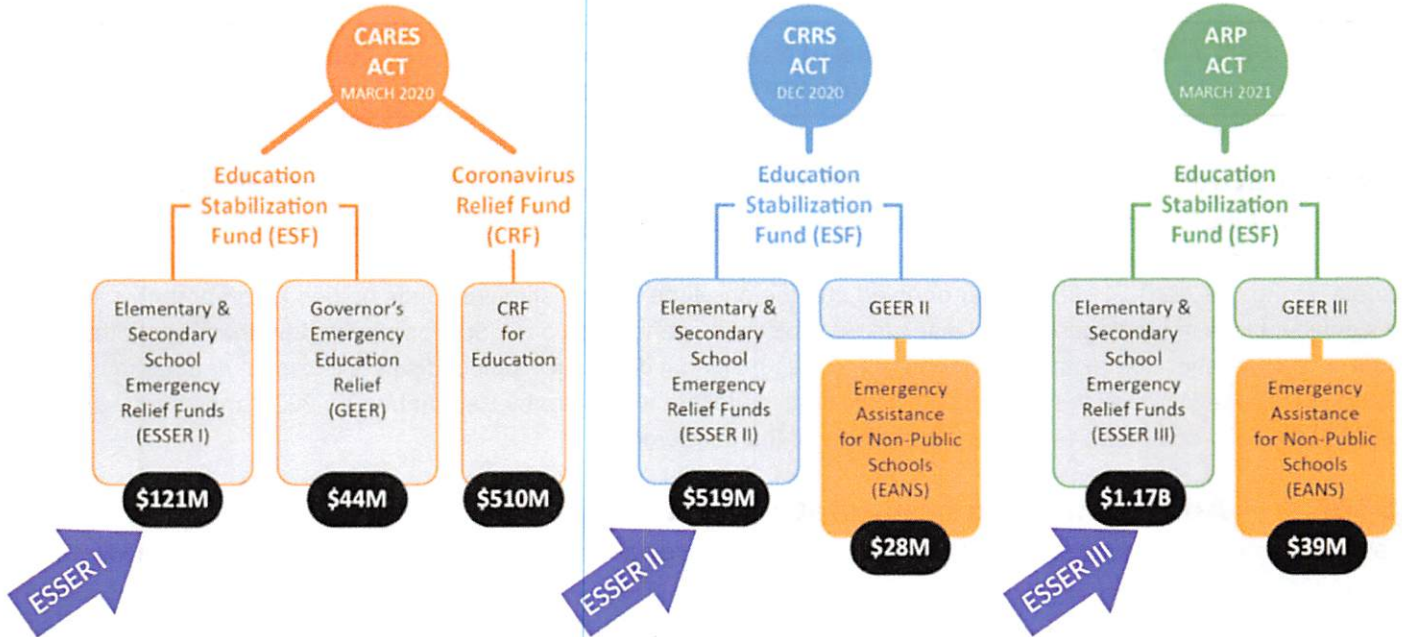 CARES
ACT
MARCH 2020
Education
Stabilization
Fund (ESF)
Coronavirus
Relief Fund
(CRF)
Elementary &
Secondary
School
Emergency
Relief Funds
(ESSER I)
$121M
Governor's
Emergency
Education
Relief
(GEER)
$44M
CRF
for
Education
$510M
ESSER I
CRRS
ACT
DEC 2020
Education
Stabilization
Fund (ESF)
Elementary &
Secondary
School
Emergency
Relief Funds
(ESSER II)
$519M
GEER II
Emergency
Assistance
for Non-Public
Schools
(EANS)
$28M
ESSER II
ARP
ACT
MARCH 2021
Education
Stabilization
Fund (ESF)
Elementary &
Secondary
School
Emergency
Relief Funds
(ESSER III)
$1.17B
GEER III
Emergency
Assistance
for Non-Public
Schools
(EANS)
$39M
ESSER III